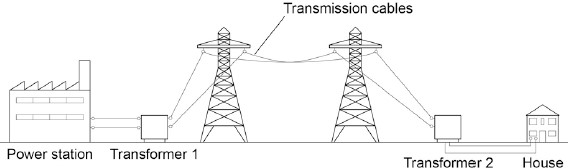 Transmission cables
Power station
Transformer 1
Transformer 2
House